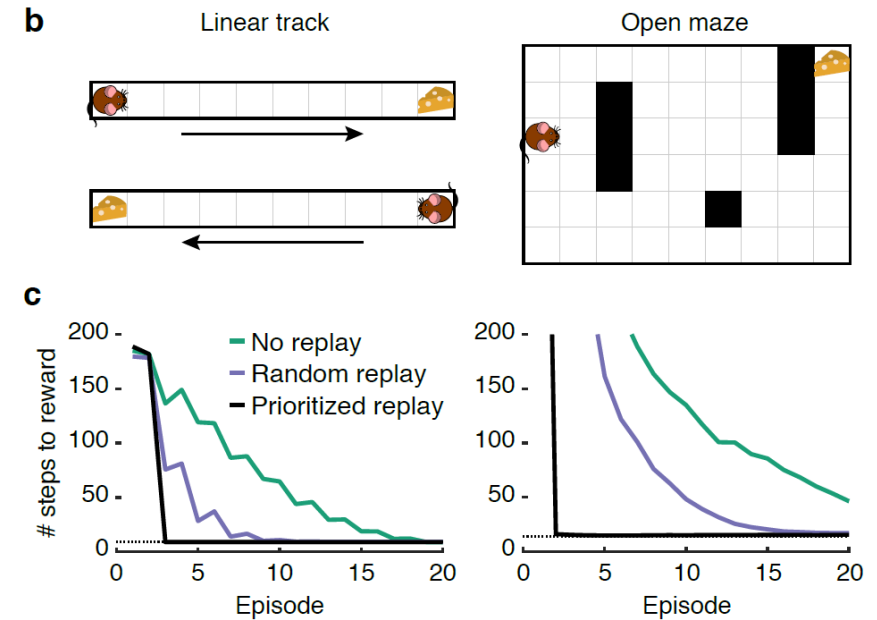 b
Linear track
Open maze
c
# steps to reward
200
150
100
50
0
No replay
Random replay
Prioritized replay
0 5 10 15 20
Episode
200
150
100
50
0
0 5 10 15 20
Episode